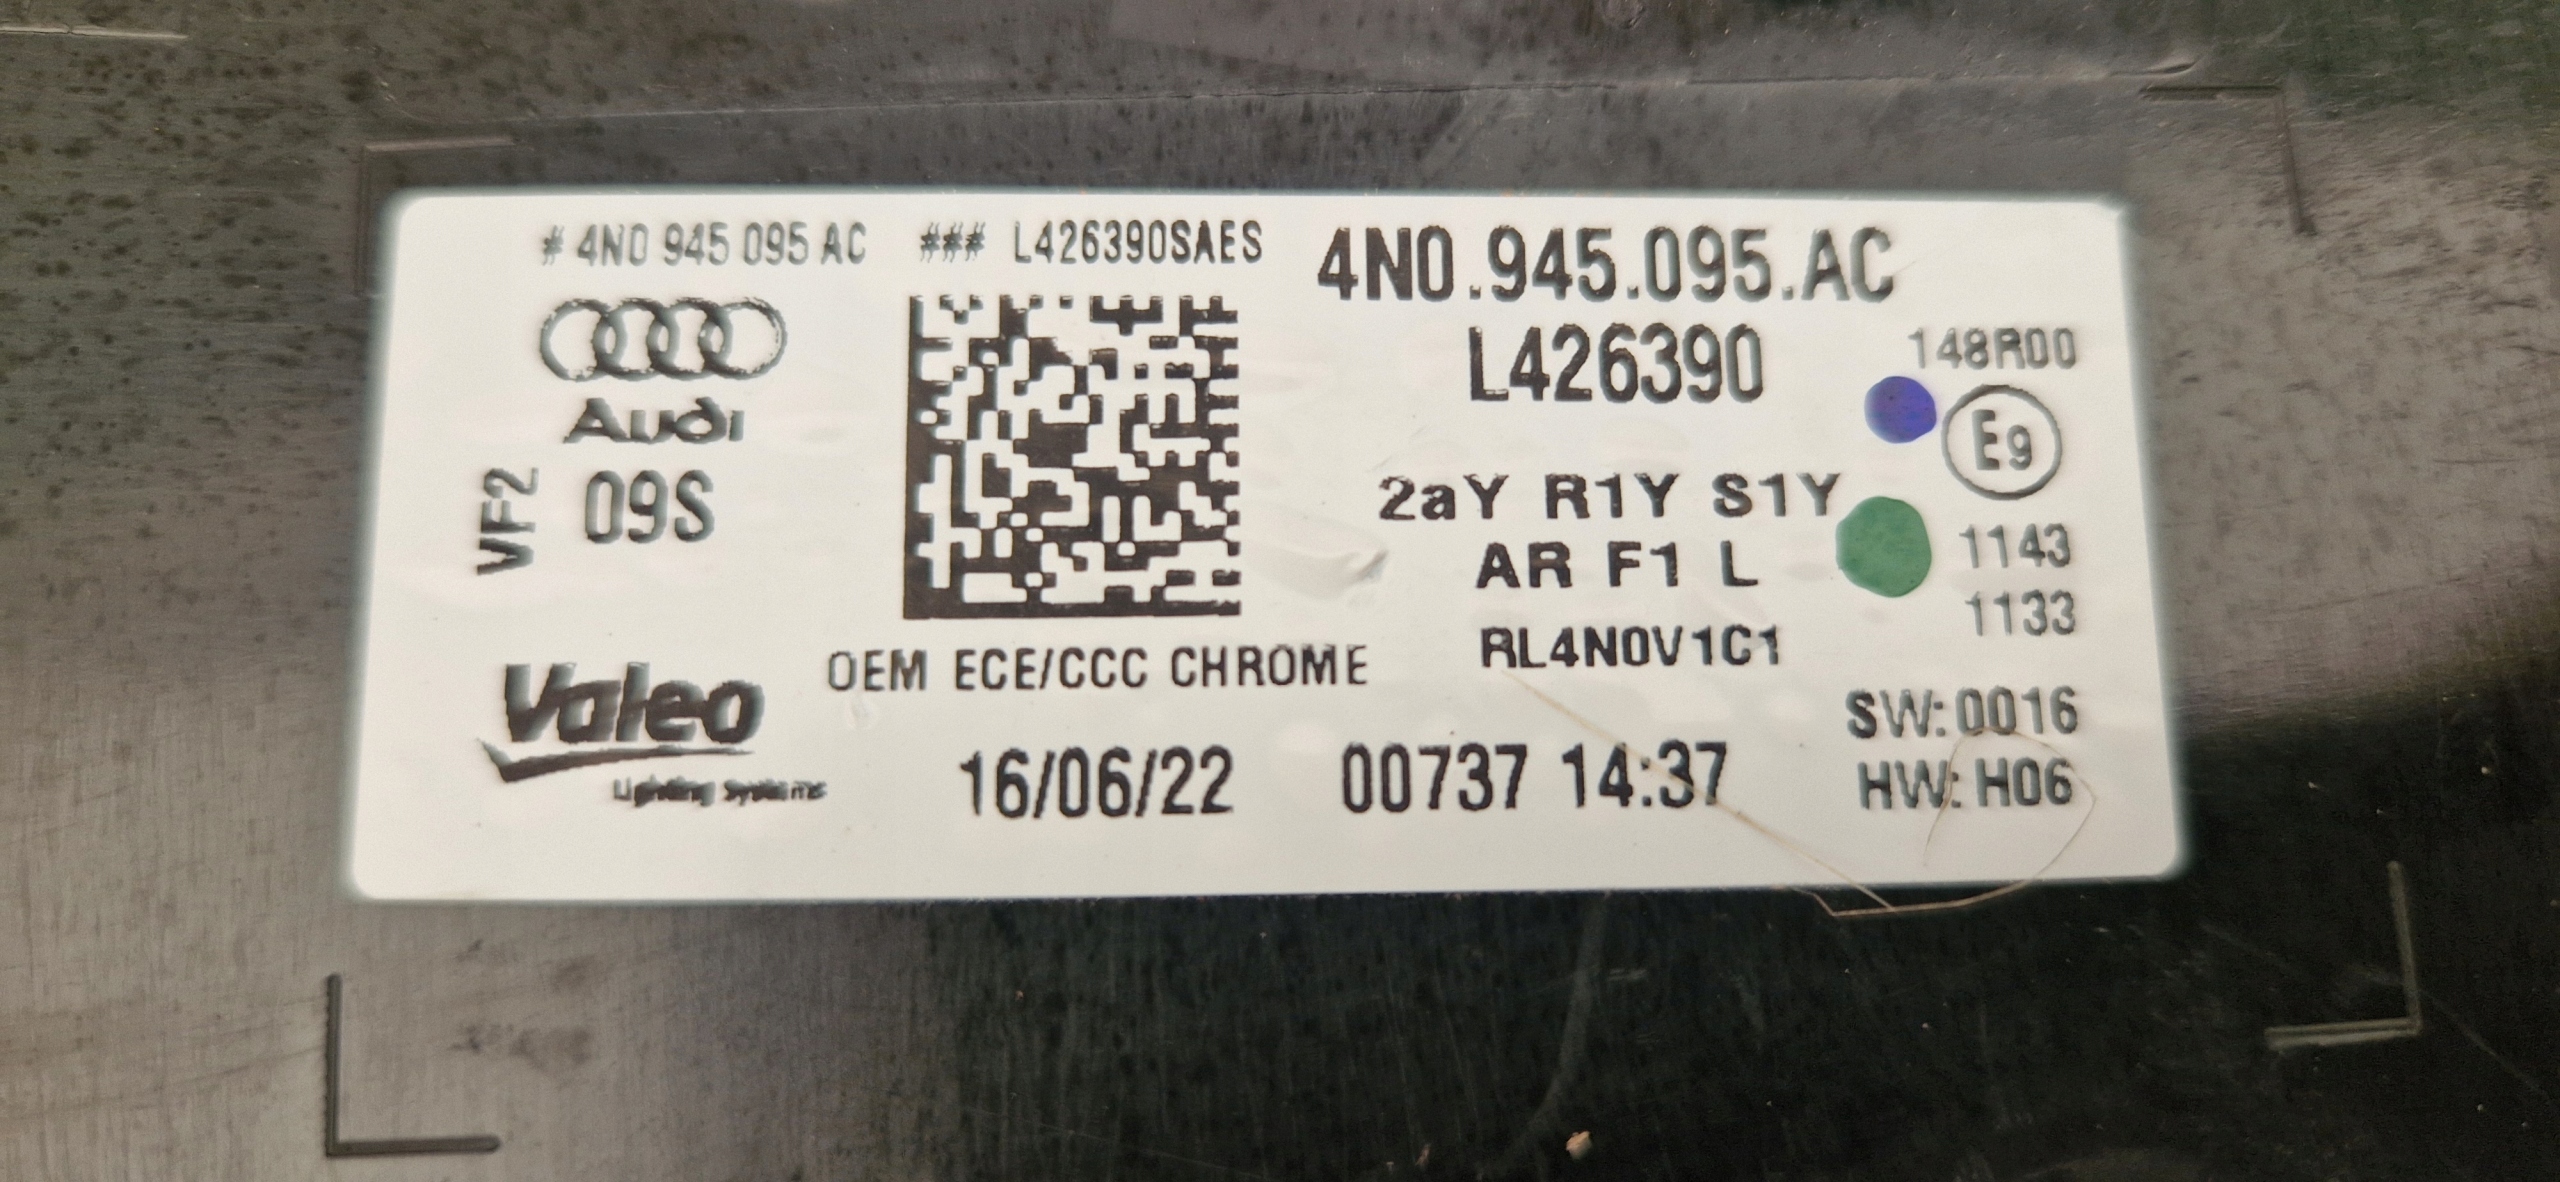 # 4N0 945 095 AC ### L426390SAES
4N0.945.095.AC
L426390
148R00
Audi
E9
VF2
09S
2aY R1Y S1Y
AR F1 L
1143
1133
RL4N0V1C1
OEM ECE/CCC CHROME
Valeo
Lighting Systems
SW:0016
HW: H06
16/06/22 00737 14:37